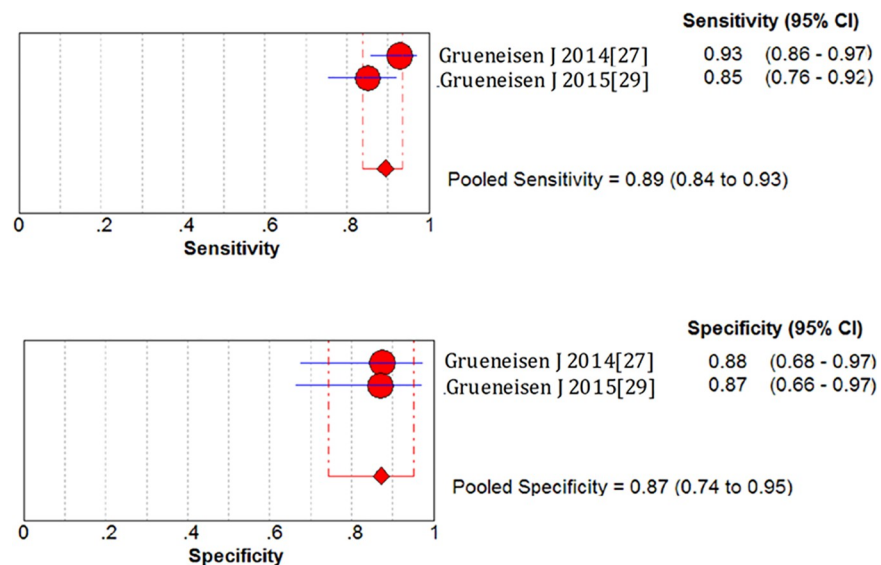 Sensitivity (95% CI)
Grueneisen J 2014[27] 0.93 (0.86 - 0.97)
.Grueneisen J 2015[29] 0.85 (0.76 - 0.92)
Pooled Sensitivity = 0.89 (0.84 to 0.93)
0 .2 .4 .6 .8 1
Sensitivity
Specificity (95% CI)
Grueneisen J 2014[27] 0.88 (0.68 - 0.97)
.Grueneisen J 2015[29] 0.87 (0.66 - 0.97)
Pooled Specificity = 0.87 (0.74 to 0.95)
0 .2 .4 .6 .8 1
Specificity